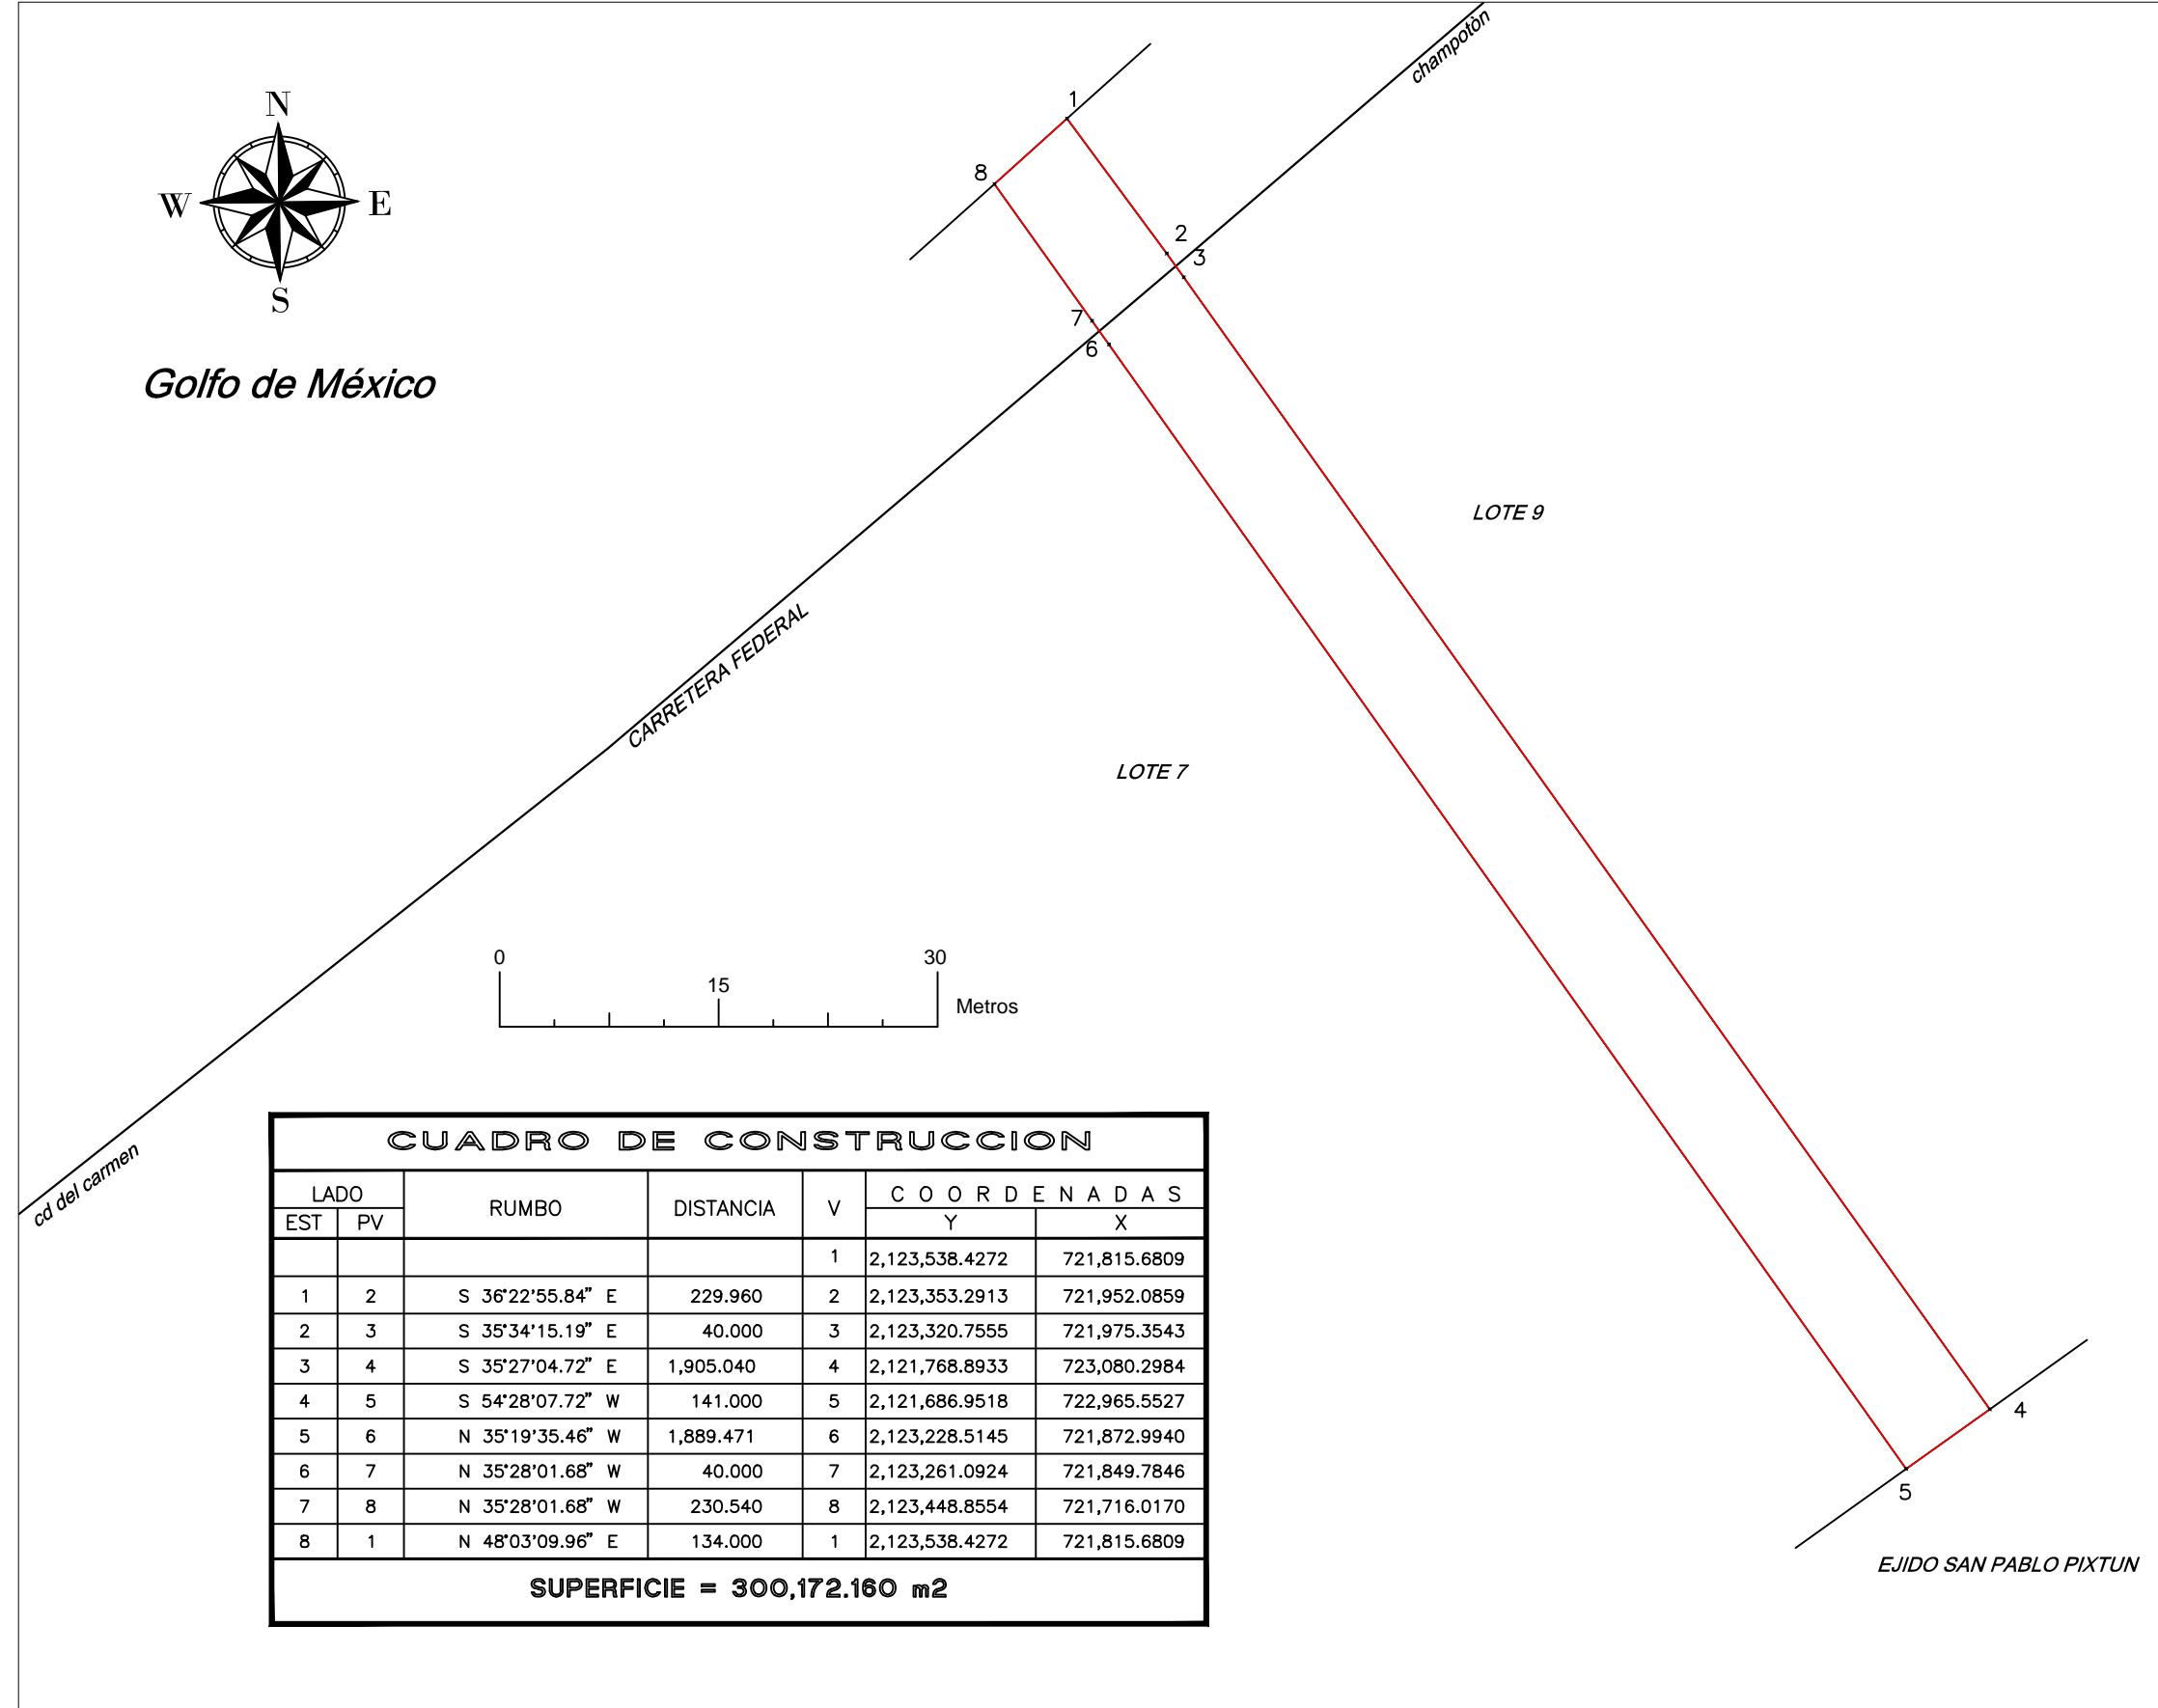 champotòn
1
N
8
W
E
2
3
S
7
6
Golfo de México
LOTE 9
CARRETERA FEDERAL
LOTE 7
0
30
15
Metros
cd del carmen
CUADRO DE CONSTRUCCION
LADO RUMBO DISTANCIA V COORDENADAS
EST PV Y X
1 2,123,538.4272 721,815.6809
1 2 S 36°22'55.84" E 229.960 2 2,123,353.2913 721,952.0859
2 3 S 35°34'15.19" E 40.000 3 2,123,320.7555 721,975.3543
3 4 S 35°27'04.72" E 1,905.040 4 2,121,768.8933 723,080.2984
4 5 S 54°28'07.72" W 141.000 5 2,121,686.9518 722,965.5527
5 6 N 35°19'35.46" W 1,889.471 6 2,123,228.5145 721,872.9940
6 7 N 35°28'01.68" W 40.000 7 2,123,261.0924 721,849.7846
7 8 N 35°28'01.68" W 230.540 8 2,123,448.8554 721,716.0170
8 1 N 48°03'09.96" E 134.000 1 2,123,538.4272 721,815.6809
SUPERFICIE = 300,172.160 m2
4
5
EJIDO SAN PABLO PIXTUN